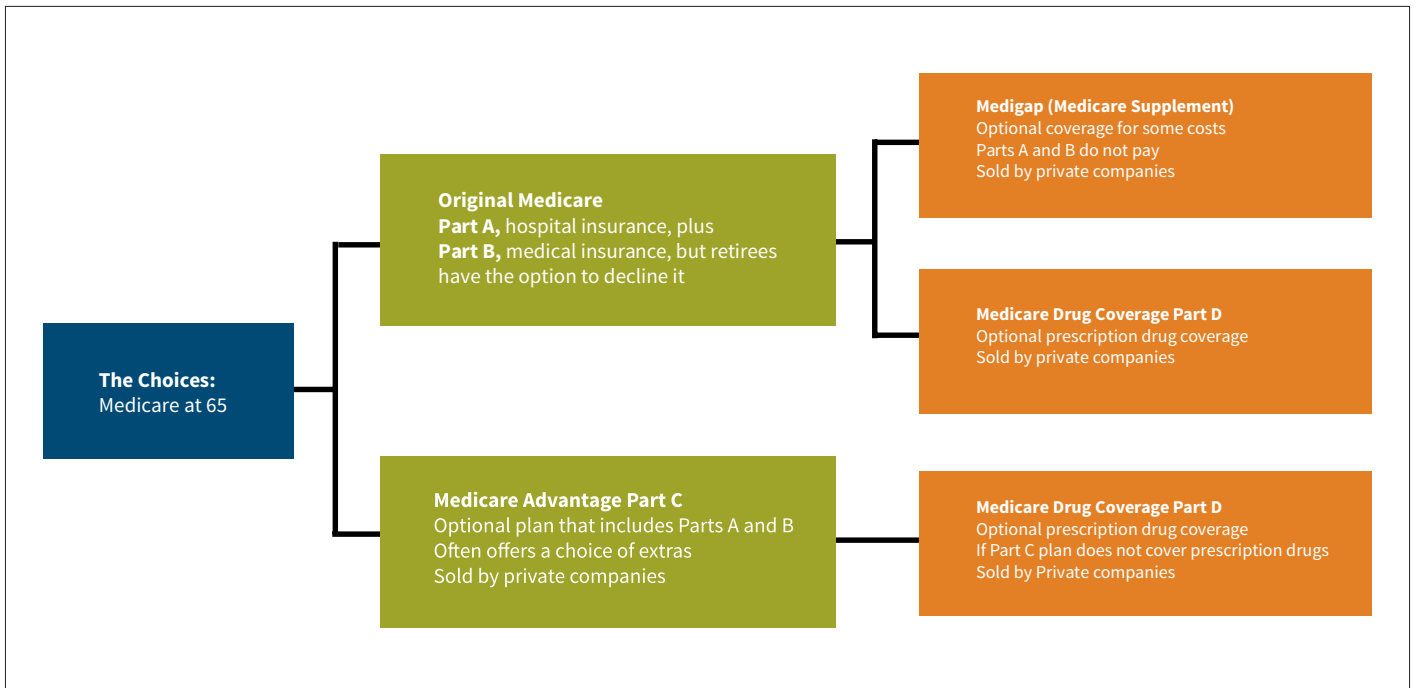 The Choices:
Medicare at 65
Original Medicare
Part A, hospital insurance, plus
Part B, medical insurance, but retirees
have the option to decline it
Medicare Advantage Part C
Optional plan that includes Parts A and B
Often offers a choice of extras
Sold by private companies
Medigap (Medicare Supplement)
Optional coverage for some costs
Parts A and B do not pay
Sold by private companies
Medicare Drug Coverage Part D
Optional prescription drug coverage
Sold by private companies
Medicare Drug Coverage Part D
Optional prescription drug coverage
If Part C plan does not cover prescription drugs
Sold by Private companies